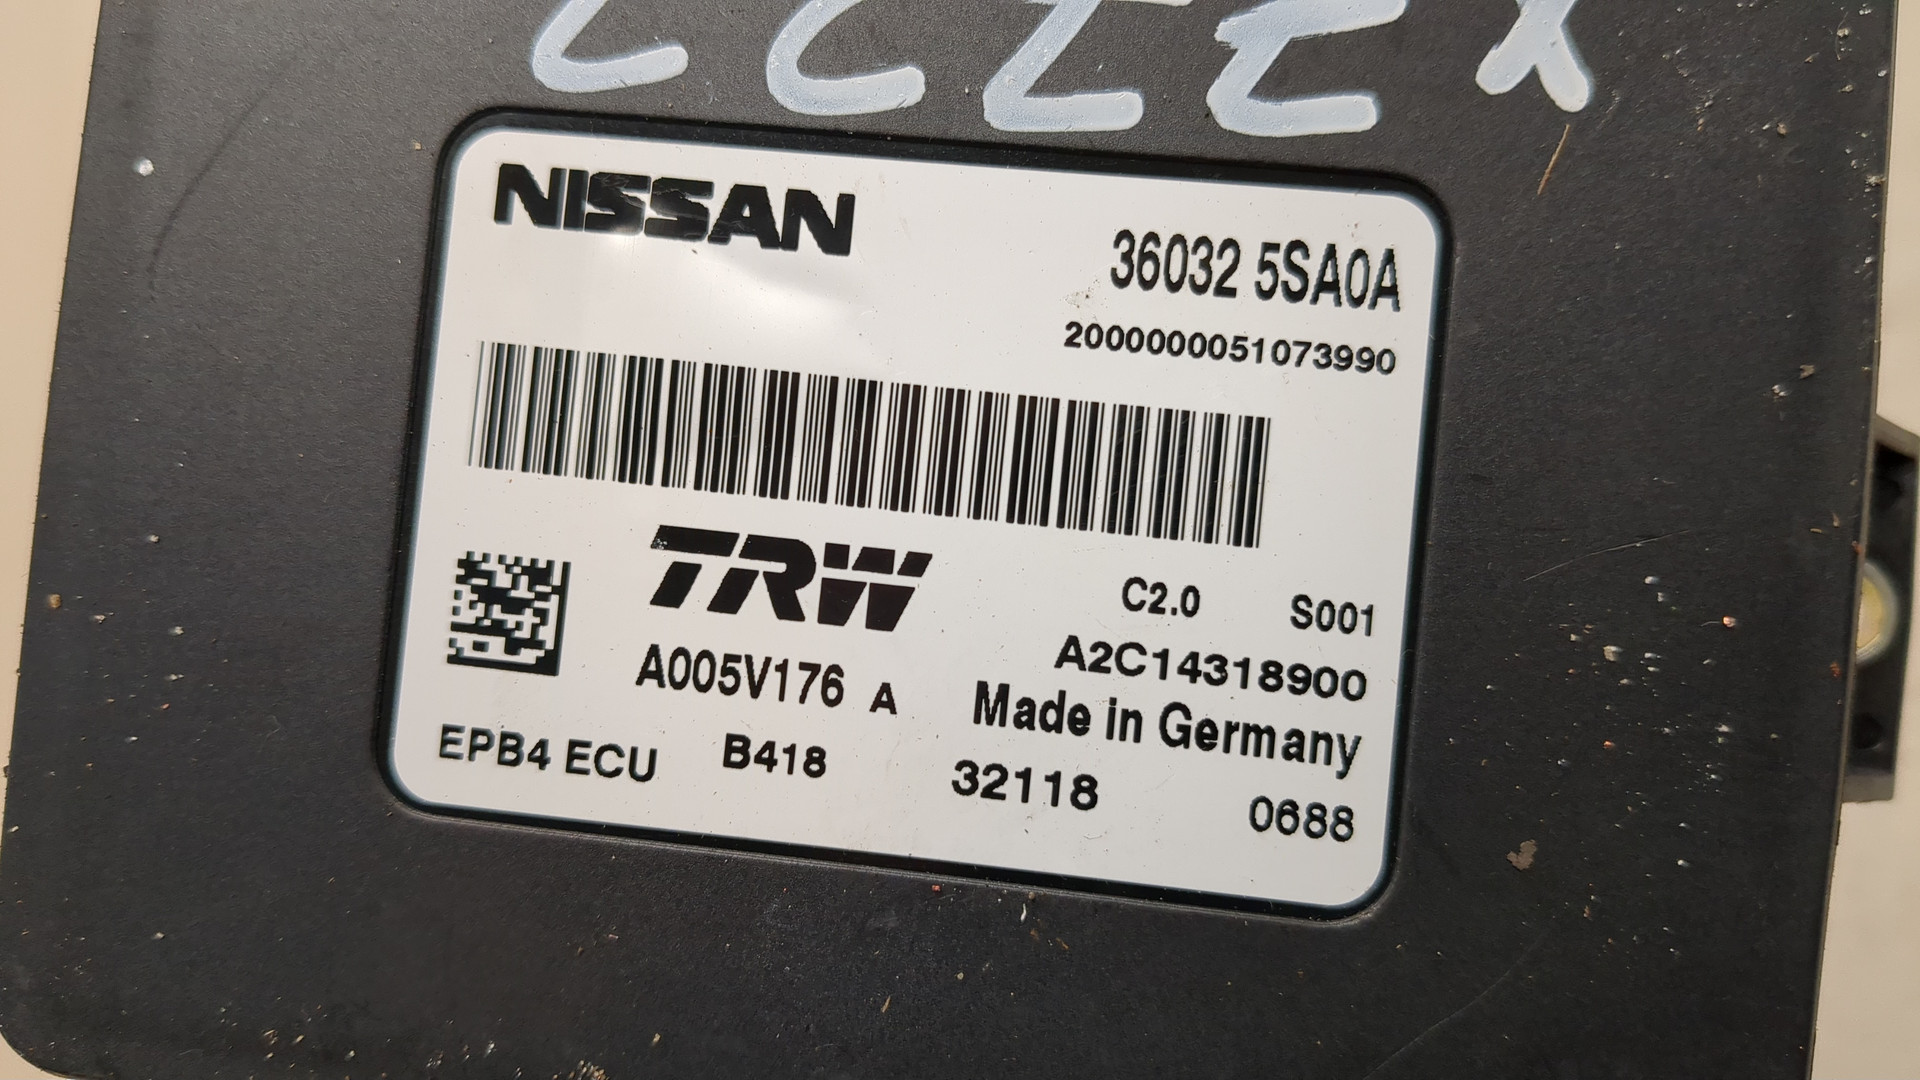 NISSAN
36032 5SA0A
2000000051073990
TRW
C2.0 S001
A2C14318900
A005V176 A
Made in Germany
EPB4 ECU B418 32118 0688